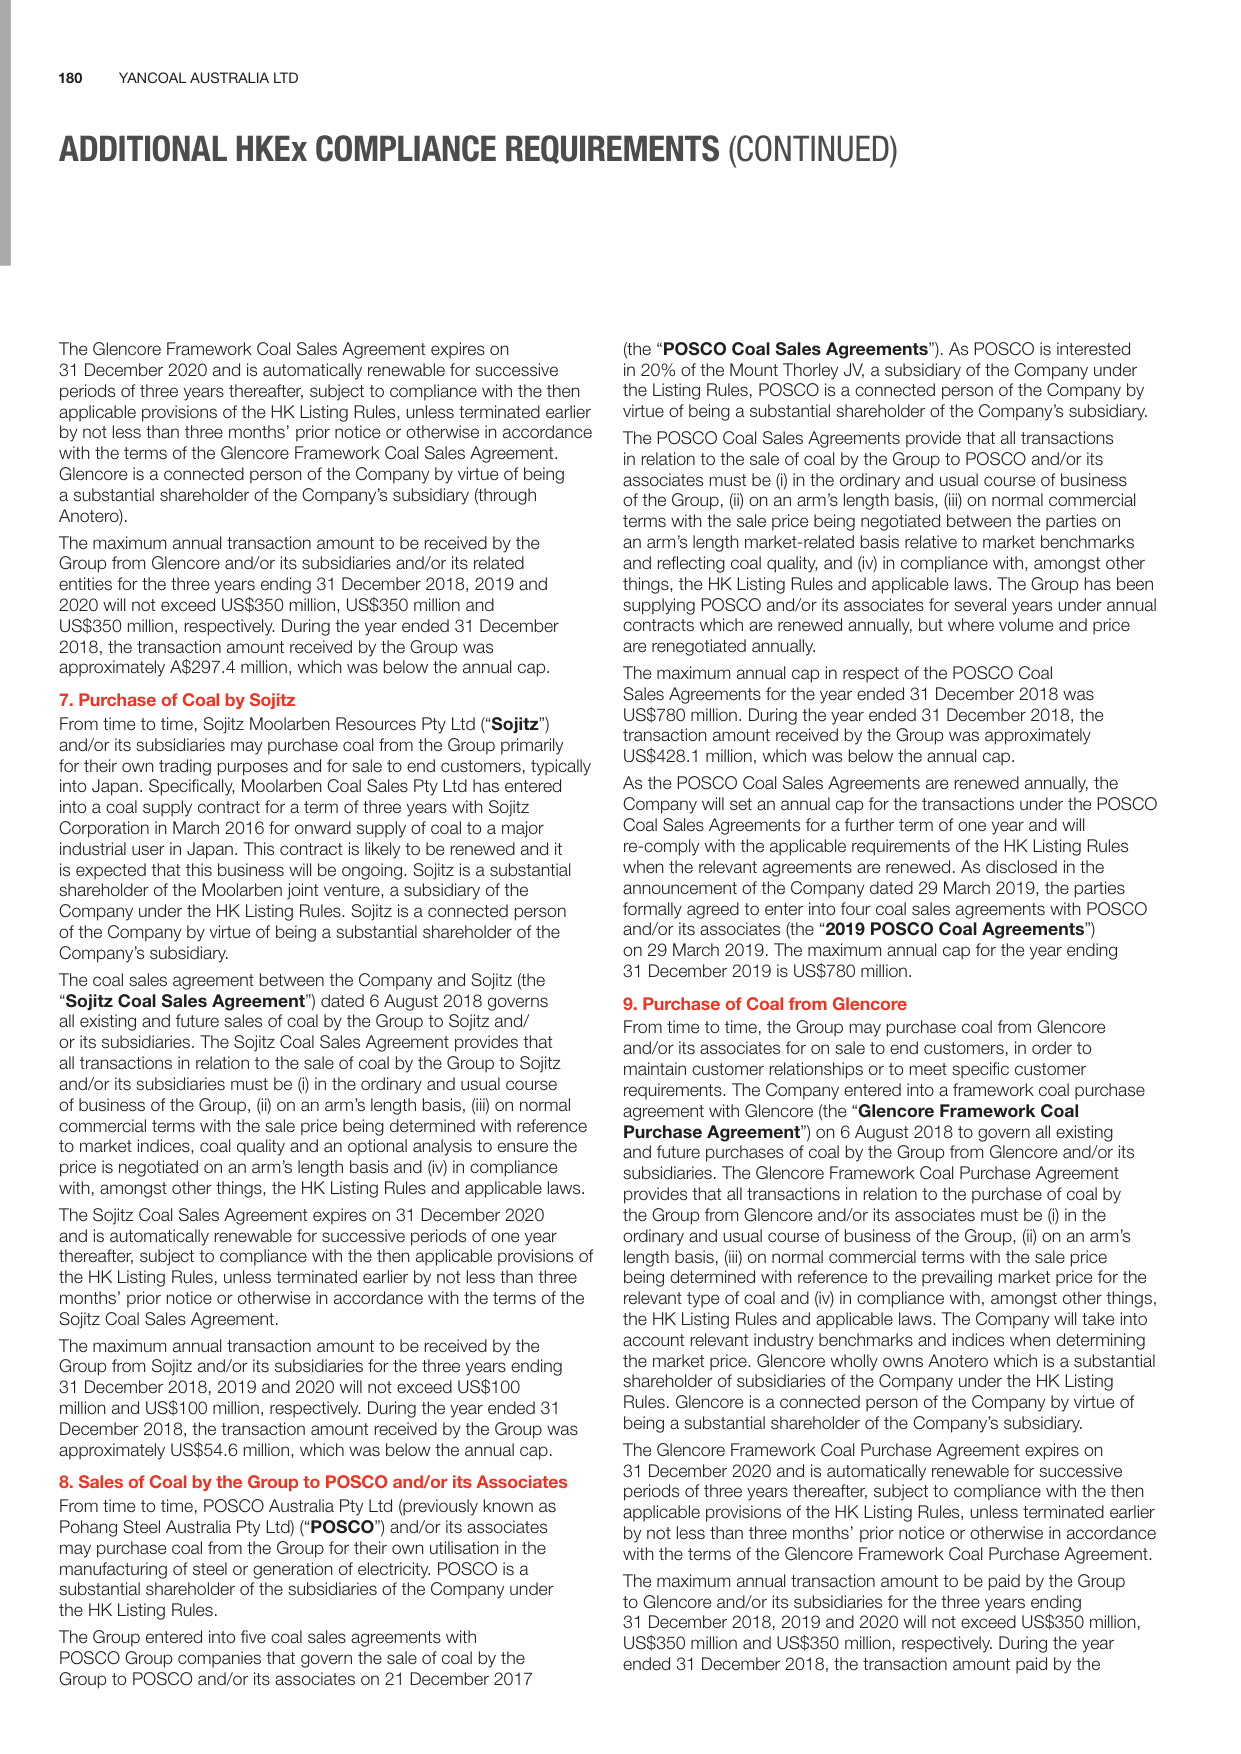 180 YANCOAL AUSTRALIA LTD
ADDITIONAL HKEx COMPLIANCE REQUIREMENTS (CONTINUED)
The Glencore Framework Coal Sales Agreement expires on
31 December 2020 and is automatically renewable for successive
periods of three years thereafter, subject to compliance with the then
applicable provisions of the HK Listing Rules, unless terminated earlier
by not less than three months’ prior notice or otherwise in accordance
with the terms of the Glencore Framework Coal Sales Agreement.
Glencore is a connected person of the Company by virtue of being
a substantial shareholder of the Company’s subsidiary (through
Anotero).
The maximum annual transaction amount to be received by the
Group from Glencore and/or its subsidiaries and/or its related
entities for the three years ending 31 December 2018, 2019 and
2020 will not exceed US$350 million, US$350 million and
US$350 million, respectively. During the year ended 31 December
2018, the transaction amount received by the Group was
approximately A$297.4 million, which was below the annual cap.
7. Purchase of Coal by Sojitz
From time to time, Sojitz Moolarben Resources Pty Ltd (“Sojitz”)
and/or its subsidiaries may purchase coal from the Group primarily
for their own trading purposes and for sale to end customers, typically
into Japan. Specifically, Moolarben Coal Sales Pty Ltd has entered
into a coal supply contract for a term of three years with Sojitz
Corporation in March 2016 for onward supply of coal to a major
industrial user in Japan. This contract is likely to be renewed and it
is expected that this business will be ongoing. Sojitz is a substantial
shareholder of the Moolarben joint venture, a subsidiary of the
Company under the HK Listing Rules. Sojitz is a connected person
of the Company by virtue of being a substantial shareholder of the
Company’s subsidiary.
The coal sales agreement between the Company and Sojitz (the
“Sojitz Coal Sales Agreement”) dated 6 August 2018 governs
all existing and future sales of coal by the Group to Sojitz and/
or its subsidiaries. The Sojitz Coal Sales Agreement provides that
all transactions in relation to the sale of coal by the Group to Sojitz
and/or its subsidiaries must be (i) in the ordinary and usual course
of business of the Group, (ii) on an arm’s length basis, (iii) on normal
commercial terms with the sale price being determined with reference
to market indices, coal quality and an optional analysis to ensure the
price is negotiated on an arm’s length basis and (iv) in compliance
with, amongst other things, the HK Listing Rules and applicable laws.
The Sojitz Coal Sales Agreement expires on 31 December 2020
and is automatically renewable for successive periods of one year
thereafter, subject to compliance with the then applicable provisions of
the HK Listing Rules, unless terminated earlier by not less than three
months’ prior notice or otherwise in accordance with the terms of the
Sojitz Coal Sales Agreement.
The maximum annual transaction amount to be received by the
Group from Sojitz and/or its subsidiaries for the three years ending
31 December 2018, 2019 and 2020 will not exceed US$100
million and US$100 million, respectively. During the year ended 31
December 2018, the transaction amount received by the Group was
approximately US$54.6 million, which was below the annual cap.
8. Sales of Coal by the Group to POSCO and/or its Associates
From time to time, POSCO Australia Pty Ltd (previously known as
Pohang Steel Australia Pty Ltd) (“POSCO”) and/or its associates
may purchase coal from the Group for their own utilisation in the
manufacturing of steel or generation of electricity. POSCO is a
substantial shareholder of the subsidiaries of the Company under
the HK Listing Rules.
The Group entered into five coal sales agreements with
POSCO Group companies that govern the sale of coal by the
Group to POSCO and/or its associates on 21 December 2017
(the “POSCO Coal Sales Agreements”). As POSCO is interested
in 20% of the Mount Thorley JV, a subsidiary of the Company under
the Listing Rules, POSCO is a connected person of the Company by
virtue of being a substantial shareholder of the Company’s subsidiary.
The POSCO Coal Sales Agreements provide that all transactions
in relation to the sale of coal by the Group to POSCO and/or its
associates must be (i) in the ordinary and usual course of business
of the Group, (ii) on an arm’s length basis, (iii) on normal commercial
terms with the sale price being negotiated between the parties on
an arm’s length market-related basis relative to market benchmarks
and reflecting coal quality, and (iv) in compliance with, amongst other
things, the HK Listing Rules and applicable laws. The Group has been
supplying POSCO and/or its associates for several years under annual
contracts which are renewed annually, but where volume and price
are renegotiated annually.
The maximum annual cap in respect of the POSCO Coal
Sales Agreements for the year ended 31 December 2018 was
US$780 million. During the year ended 31 December 2018, the
transaction amount received by the Group was approximately
US$428.1 million, which was below the annual cap.
As the POSCO Coal Sales Agreements are renewed annually, the
Company will set an annual cap for the transactions under the POSCO
Coal Sales Agreements for a further term of one year and will
re-comply with the applicable requirements of the HK Listing Rules
when the relevant agreements are renewed. As disclosed in the
announcement of the Company dated 29 March 2019, the parties
formally agreed to enter into four coal sales agreements with POSCO
and/or its associates (the “2019 POSCO Coal Agreements”)
on 29 March 2019. The maximum annual cap for the year ending
31 December 2019 is US$780 million.
9. Purchase of Coal from Glencore
From time to time, the Group may purchase coal from Glencore
and/or its associates for on sale to end customers, in order to
maintain customer relationships or to meet specific customer
requirements. The Company entered into a framework coal purchase
agreement with Glencore (the “Glencore Framework Coal
Purchase Agreement”) on 6 August 2018 to govern all existing
and future purchases of coal by the Group from Glencore and/or its
subsidiaries. The Glencore Framework Coal Purchase Agreement
provides that all transactions in relation to the purchase of coal by
the Group from Glencore and/or its associates must be (i) in the
ordinary and usual course of business of the Group, (ii) on an arm’s
length basis, (iii) on normal commercial terms with the sale price
being determined with reference to the prevailing market price for the
relevant type of coal and (iv) in compliance with, amongst other things,
the HK Listing Rules and applicable laws. The Company will take into
account relevant industry benchmarks and indices when determining
the market price. Glencore wholly owns Anotero which is a substantial
shareholder of subsidiaries of the Company under the HK Listing
Rules. Glencore is a connected person of the Company by virtue of
being a substantial shareholder of the Company’s subsidiary.
The Glencore Framework Coal Purchase Agreement expires on
31 December 2020 and is automatically renewable for successive
periods of three years thereafter, subject to compliance with the then
applicable provisions of the HK Listing Rules, unless terminated earlier
by not less than three months’ prior notice or otherwise in accordance
with the terms of the Glencore Framework Coal Purchase Agreement.
The maximum annual transaction amount to be paid by the Group
to Glencore and/or its subsidiaries for the three years ending
31 December 2018, 2019 and 2020 will not exceed US$350 million,
US$350 million and US$350 million, respectively. During the year
ended 31 December 2018, the transaction amount paid by the